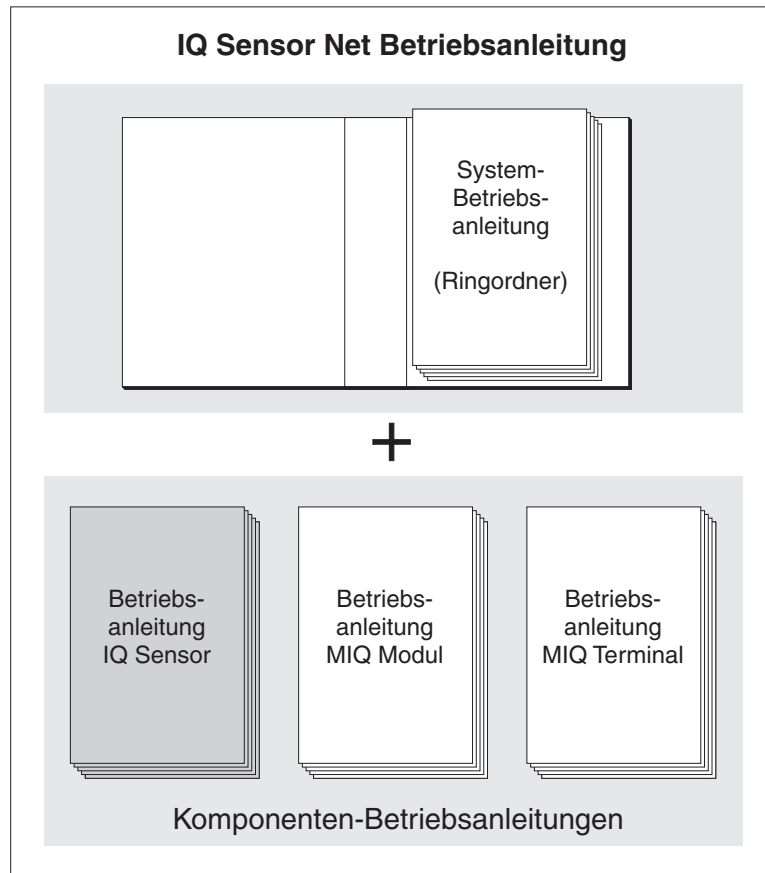 IQ Sensor Net Betriebsanleitung
System-
Betriebs-
anleitung
(Ringordner)
+
Betriebs-
anleitung
IQ Sensor
Betriebs-
anleitung
MIQ Modul
Betriebs-
anleitung
MIQ Terminal
Komponenten-Betriebsanleitungen